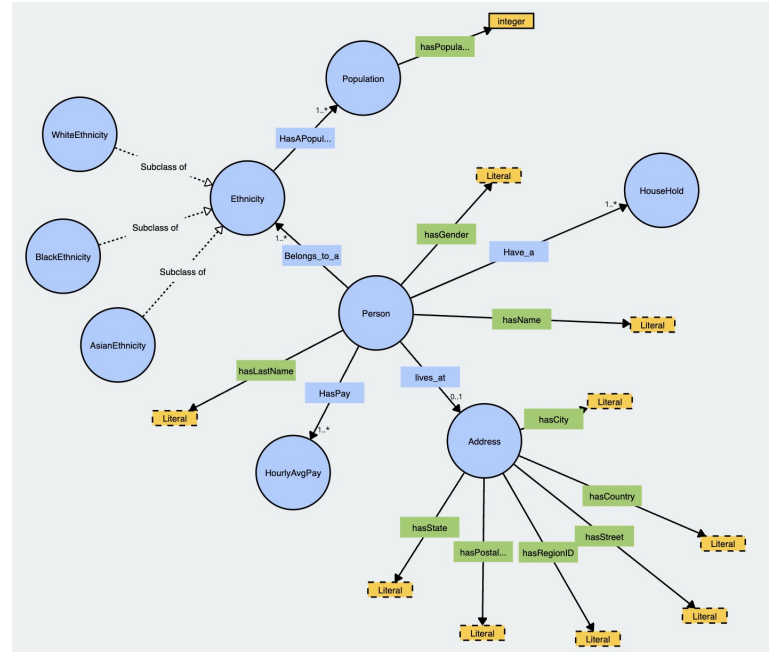 integer
hasPopula...
Population
1..*
WhiteEthnicity
HasAPopul...
Subclass of
Literal
Ethnicity
HouseHold
1..*
Subclass of
hasGender
1..*
BlackEthnicity
Belongs_to_a
Have_a
Subclass of
Person
hasName
Literal
AsianEthnicity
hasLastName
lives_at
HasPay
0..1
Literal
Literal
hasCity
1..*
Address
HourlyAvgPay
hasCountry
hasState
hasStreet
hasPostal...
hasRegionID
Literal
Literal
Literal
Literal
Literal